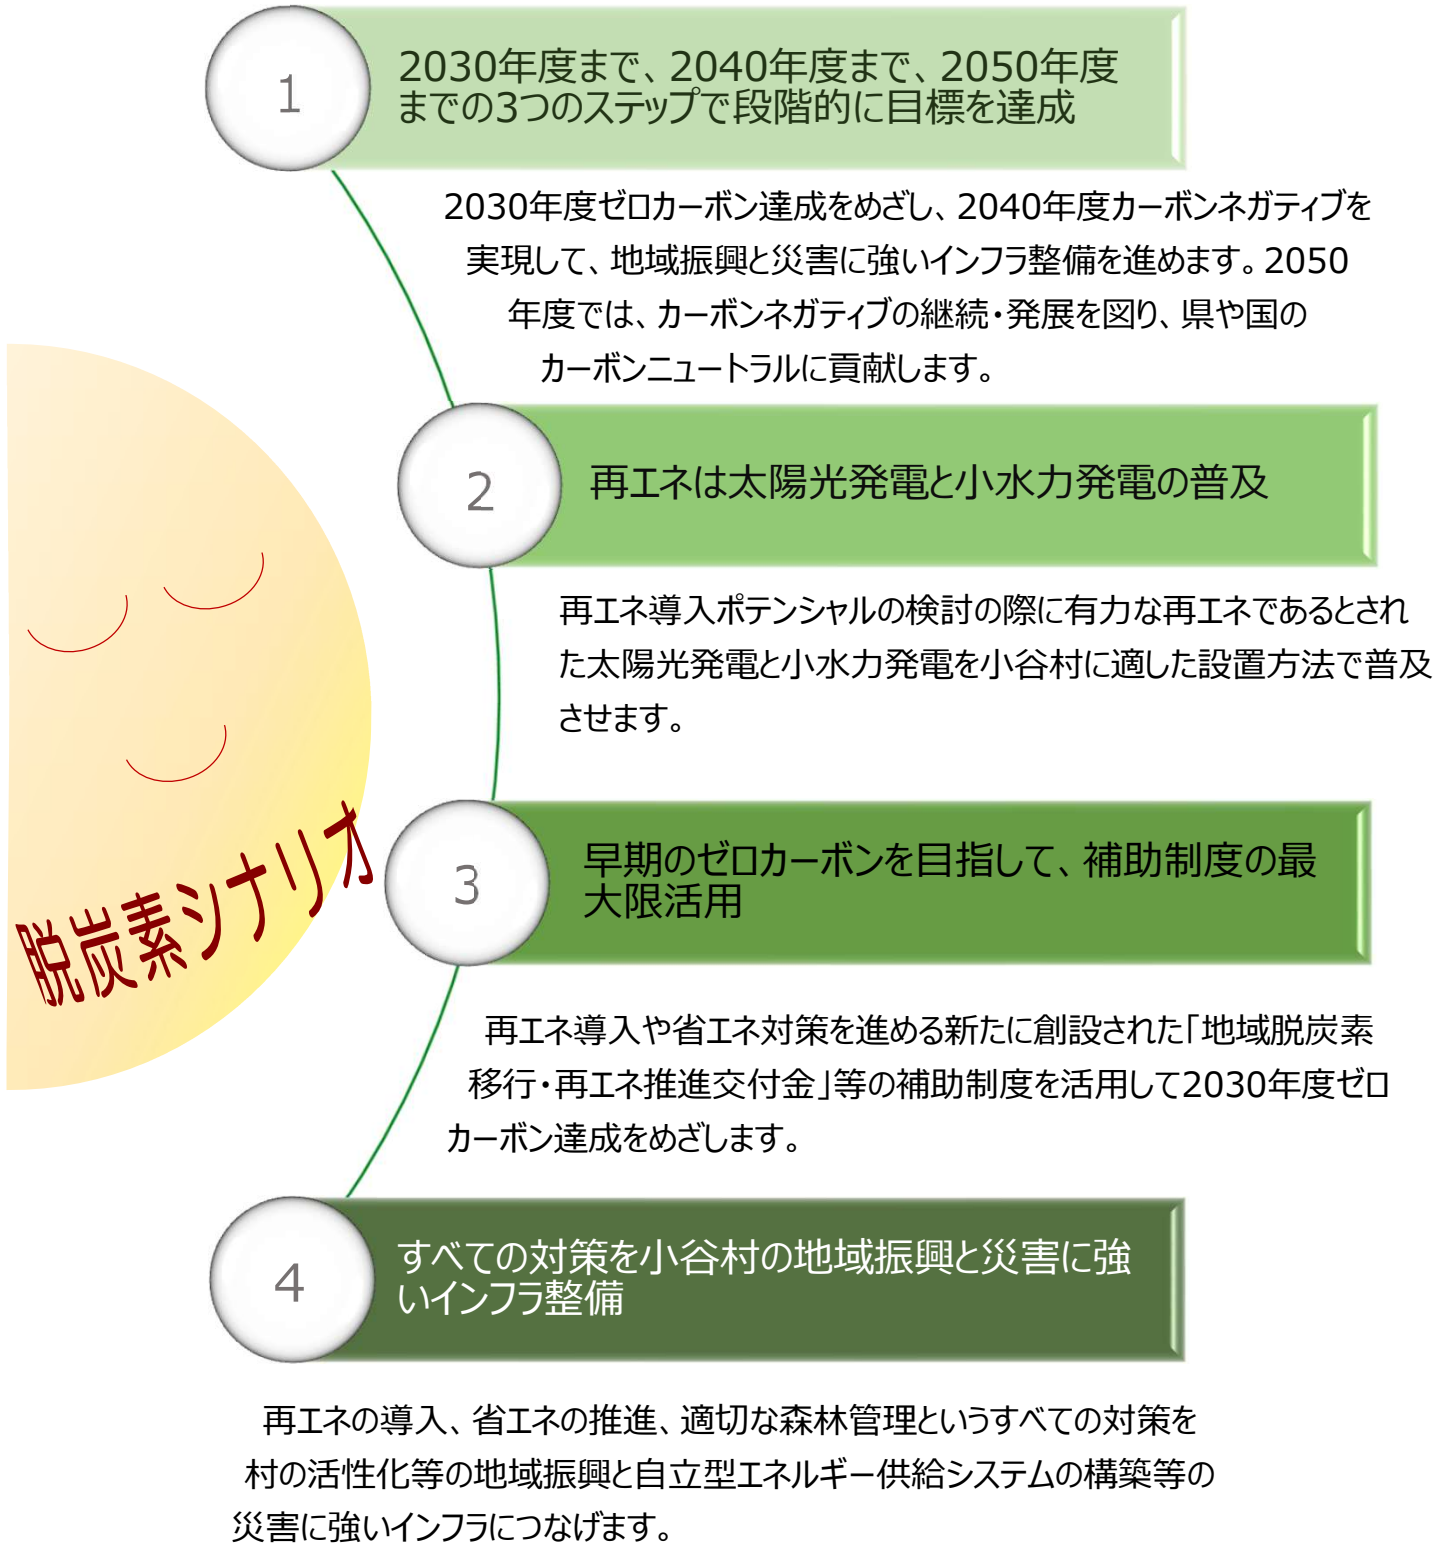 1
2030年度まで、2040年度まで、2050年度
までの3つのステップで段階的に目標を達成
2030年度ゼロカーボン達成をめざし、2040年度カーボンネガティブを
実現して、地域振興と災害に強いインフラ整備を進めます。2050
年度では、カーボンネガティブの継続・発展を図り、県や国の
カーボンニュートラルに貢献します。
2
再エネは太陽光発電と小水力発電の普及
再エネ導入ポテンシャルの検討の際に有力な再エネであるとされ
た太陽光発電と小水力発電を小谷村に適した設置方法で普及
させます。
脱炭素シナリオ
3
早期のゼロカーボンを目指して、補助制度の最
大限活用
再エネ導入や省エネ対策を進める新たに創設された「地域脱炭素
移行・再エネ推進交付金」等の補助制度を活用して2030年度ゼロ
カーボン達成をめざします。
4
すべての対策を小谷村の地域振興と災害に強
いインフラ整備
再エネの導入、省エネの推進、適切な森林管理というすべての対策を
村の活性化等の地域振興と自立型エネルギー供給システムの構築等の
災害に強いインフラにつなげます。